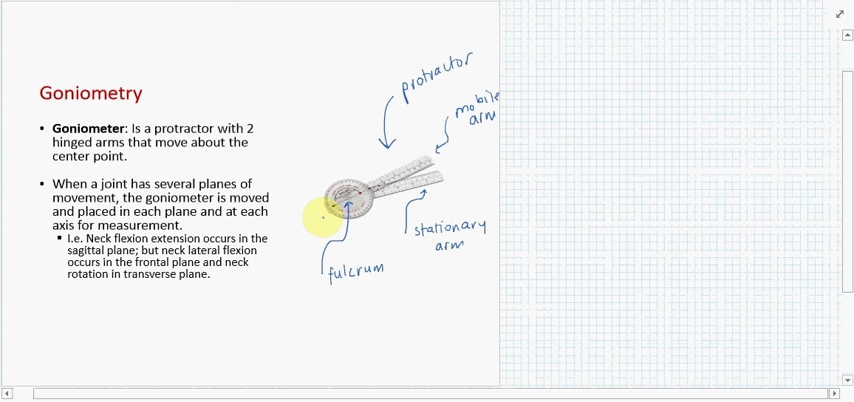 Goniometry
• Goniometer: Is a protractor with 2
hinged arms that move about the
center point.
• When a joint has several planes of
movement, the goniometer is moved
and placed in each plane and at each
axis for measurement.
▪ I.e. Neck flexion extension occurs in the
sagittal plane; but neck lateral flexion
occurs in the frontal plane and neck
rotation in transverse plane.
protractor
mobile
arm
stationary
arm
fulcrum